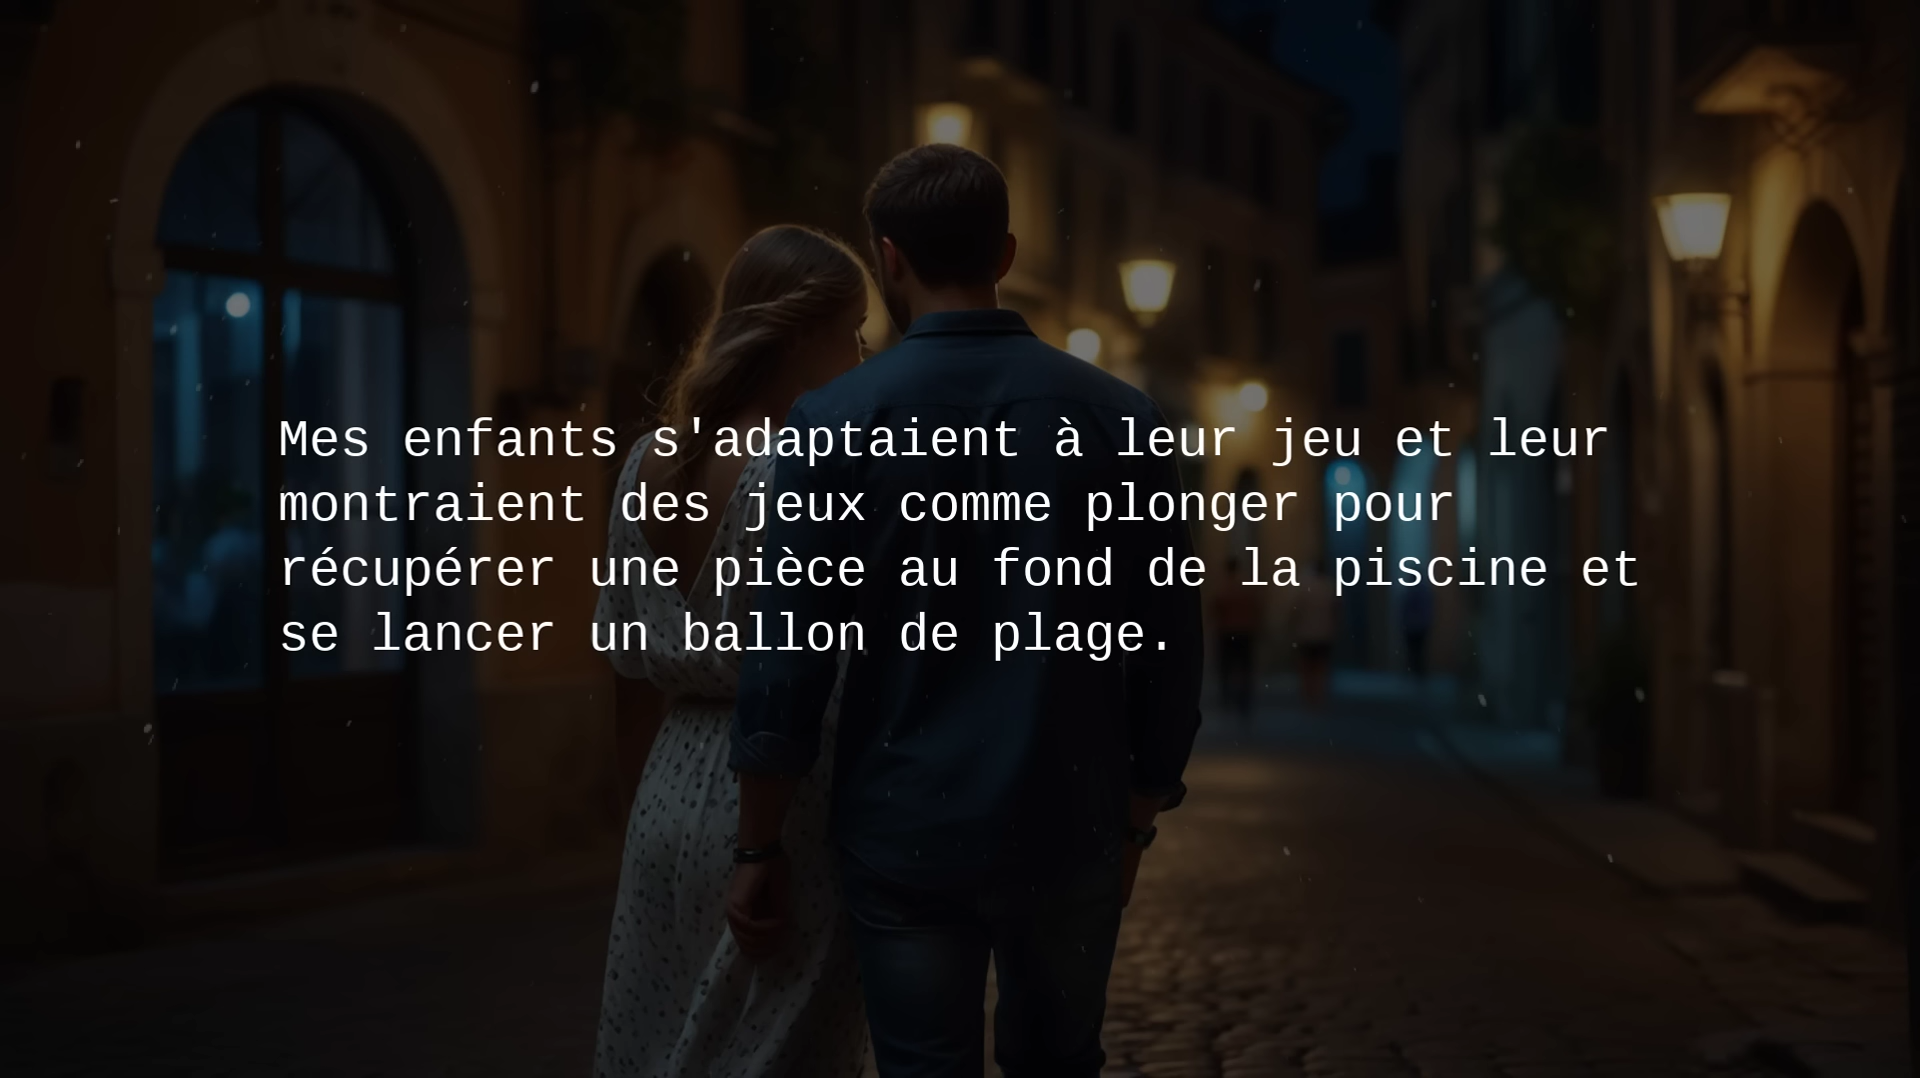 Mes enfants s'adaptaient à leur jeu et leur
montraient des jeux comme plonger pour
récupérer une pièce au fond de la piscine et
se lancer un ballon de plage.